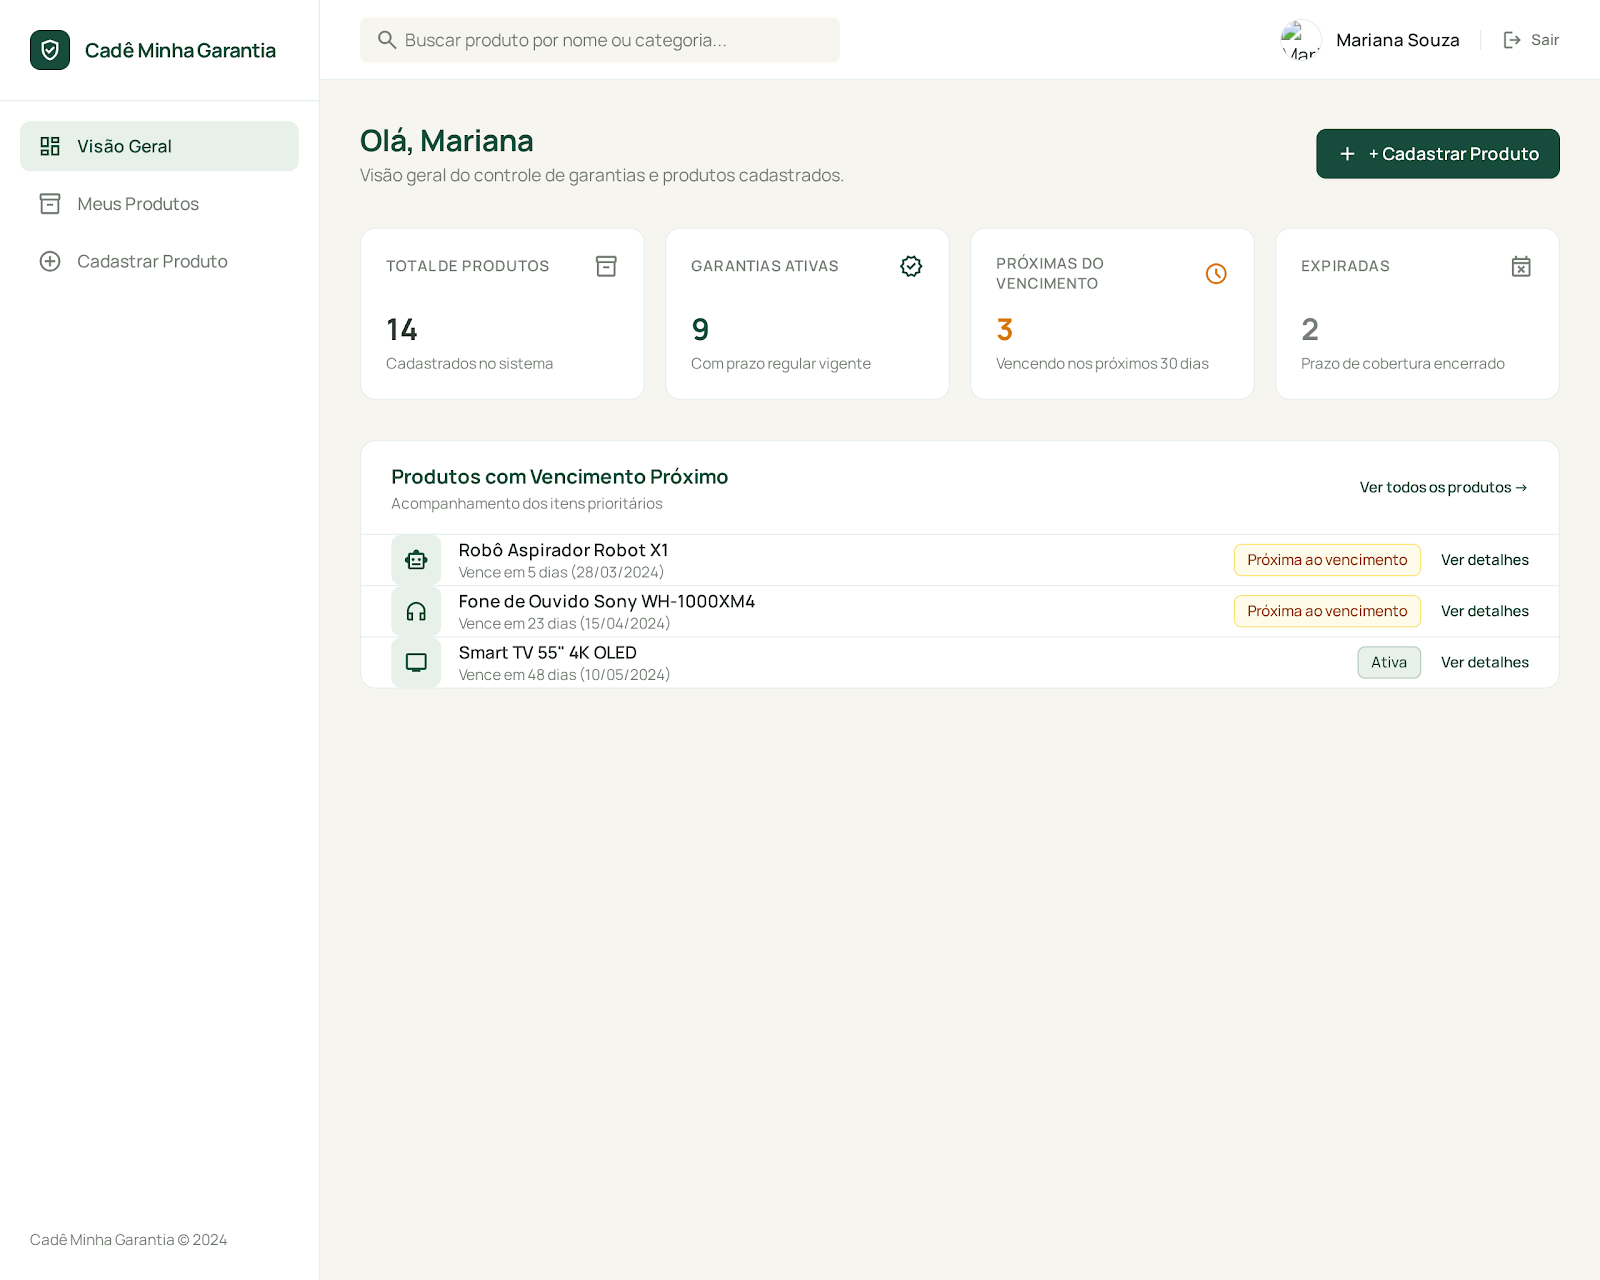 Cadê Minha Garantia
Buscar produto por nome ou categoria...
Mariana Souza
Sair
Visão Geral
Meus Produtos
Cadastrar Produto
Olá, Mariana
Visão geral do controle de garantias e produtos cadastrados.
+ Cadastrar Produto
TOTAL DE PRODUTOS
14
Cadastrados no sistema
GARANTIAS ATIVAS
9
Com prazo regular vigente
PRÓXIMAS DO
VENCIMENTO
3
Vencendo nos próximos 30 dias
EXPIRADAS
2
Prazo de cobertura encerrado
Produtos com Vencimento Próximo
Acompanhamento dos itens prioritários
Ver todos os produtos →
Robô Aspirador Robot X1
Vence em 5 dias (28/03/2024)
Próxima ao vencimento
Ver detalhes
Fone de Ouvido Sony WH-1000XM4
Vence em 23 dias (15/04/2024)
Próxima ao vencimento
Ver detalhes
Smart TV 55" 4K OLED
Vence em 48 dias (10/05/2024)
Ativa
Ver detalhes
Cadê Minha Garantia © 2024